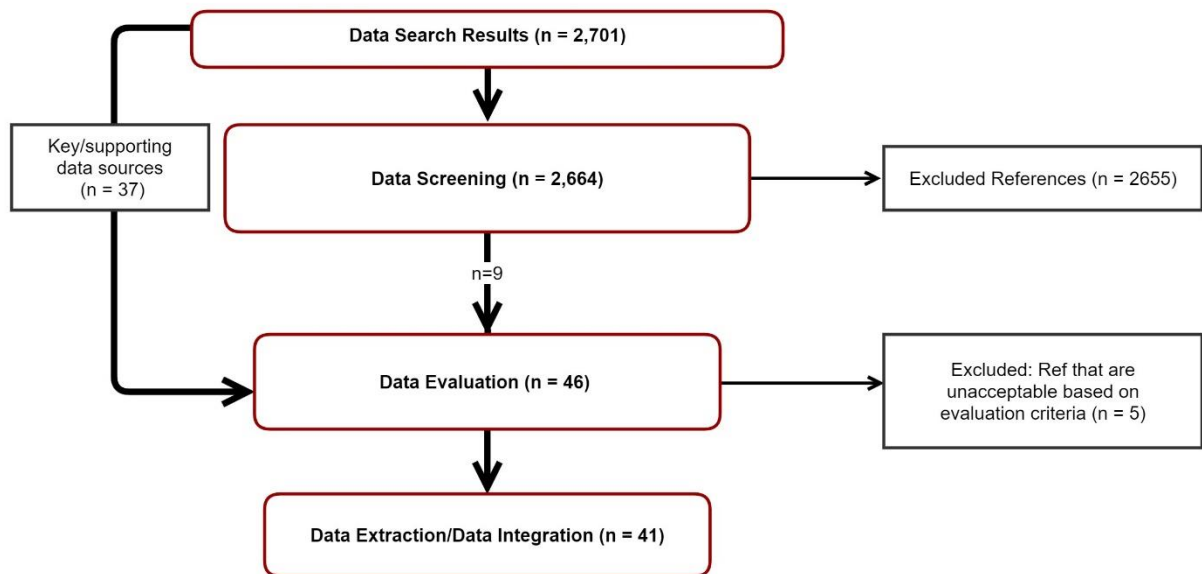 Data Search Results (n = 2,701)
Key/supporting
data sources
(n = 37)
Data Screening (n = 2,664)
Excluded References (n = 2655)
n=9
Data Evaluation (n = 46)
Excluded: Ref that are
unacceptable based on
evaluation criteria (n = 5)
Data Extraction/Data Integration (n = 41)